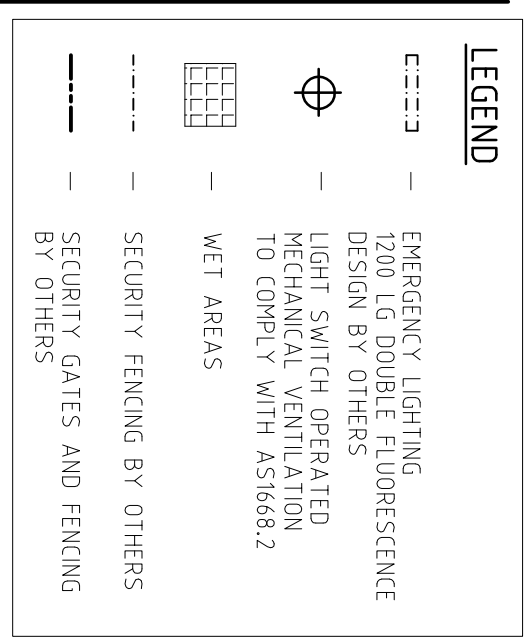 LEGEND
— EMERGENCY LIGHTING
1200 LG DOUBLE FLUORESCENCE
DESIGN BY OTHERS
— LIGHT SWITCH OPERATED
MECHANICAL VENTILATION
TO COMPLY WITH AS1668.2
— WET AREAS
— SECURITY FENCING BY OTHERS
— SECURITY GATES AND FENCING
BY OTHERS